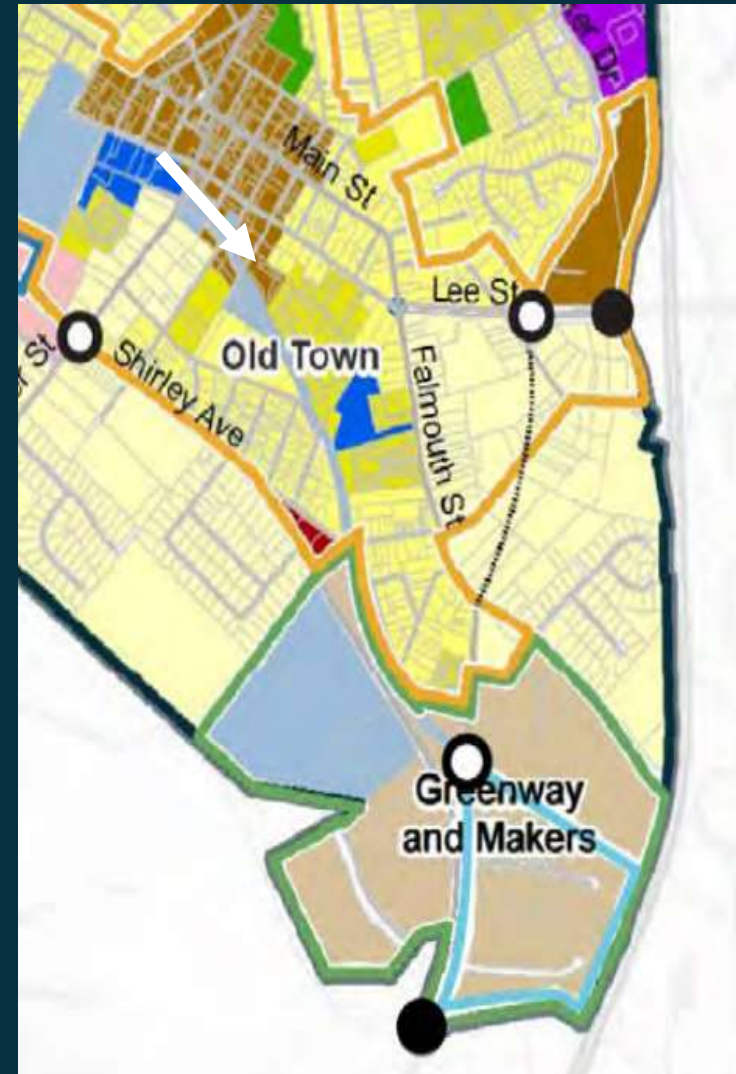 Main St
Lee St
Old Town
Shirley Ave
Falmouth St
Greenway
and Makers